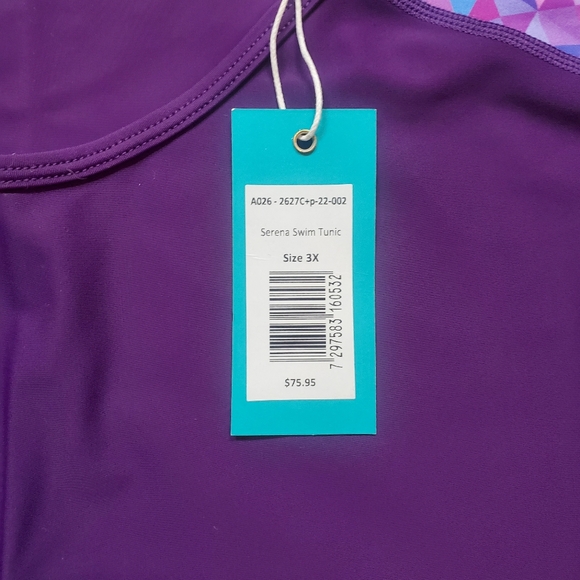 A026 - 2627C+p-22-002
Serena Swim Tunic
Size 3X
7 297583 160532
$75.95